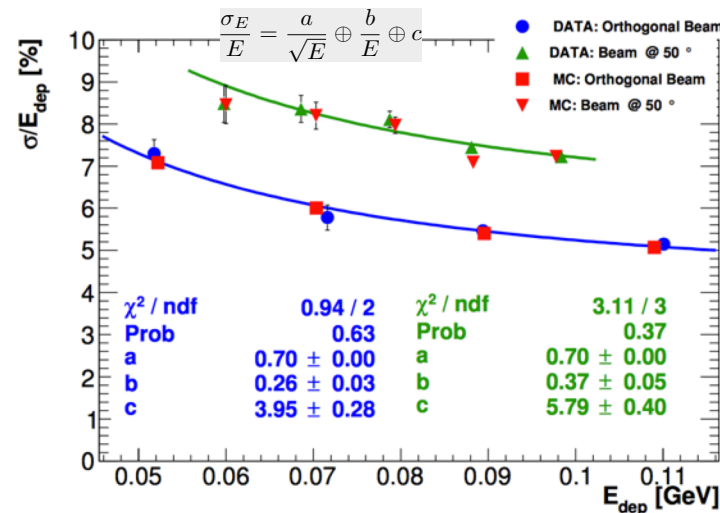 σ_E/E = a/√E ⊕ b/E ⊕ c
σ/E_dep [%]
DATA: Orthogonal Beam
DATA: Beam @ 50 °
MC: Orthogonal Beam
MC: Beam @ 50 °
10
9
8
7
6
5
4
3
2
1
0
χ² / ndf 0.94 / 2
Prob 0.63
a 0.70 ± 0.00
b 0.26 ± 0.03
c 3.95 ± 0.28
χ² / ndf 3.11 / 3
Prob 0.37
a 0.70 ± 0.00
b 0.37 ± 0.05
c 5.79 ± 0.40
0.05 0.06 0.07 0.08 0.09 0.1 0.11
E_dep [GeV]